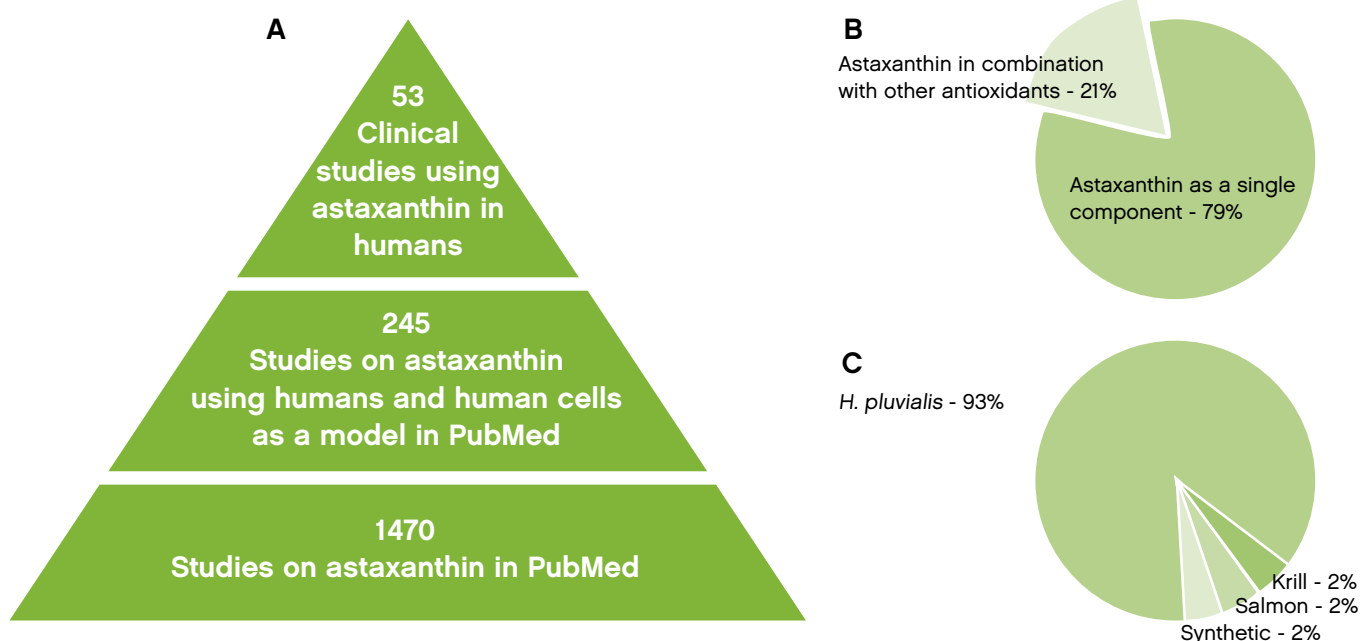 A
53
Clinical
studies using
astaxanthin in
humans
245
Studies on astaxanthin
using humans and human cells
as a model in PubMed
1470
Studies on astaxanthin in PubMed
B
Astaxanthin in combination
with other antioxidants - 21%
Astaxanthin as a single
component - 79%
C
H. pluvialis - 93%
Krill - 2%
Salmon - 2%
Synthetic - 2%